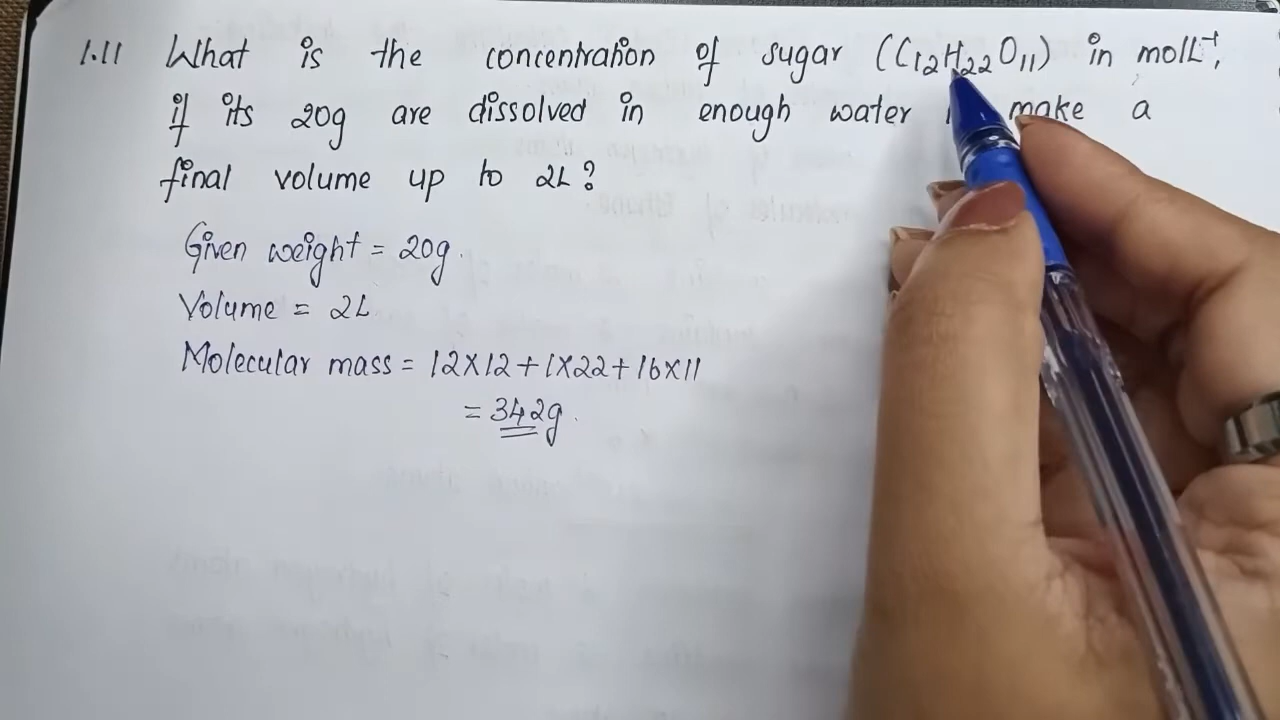 1.11 What is the concentration of sugar (C₁₂H₂₂O₁₁) in molL⁻¹,
if its 20g are dissolved in enough water make a
final volume up to 2L?
Given weight = 20g.
Volume = 2L
Molecular mass = 12×12+1×22+16×11
= 342g.